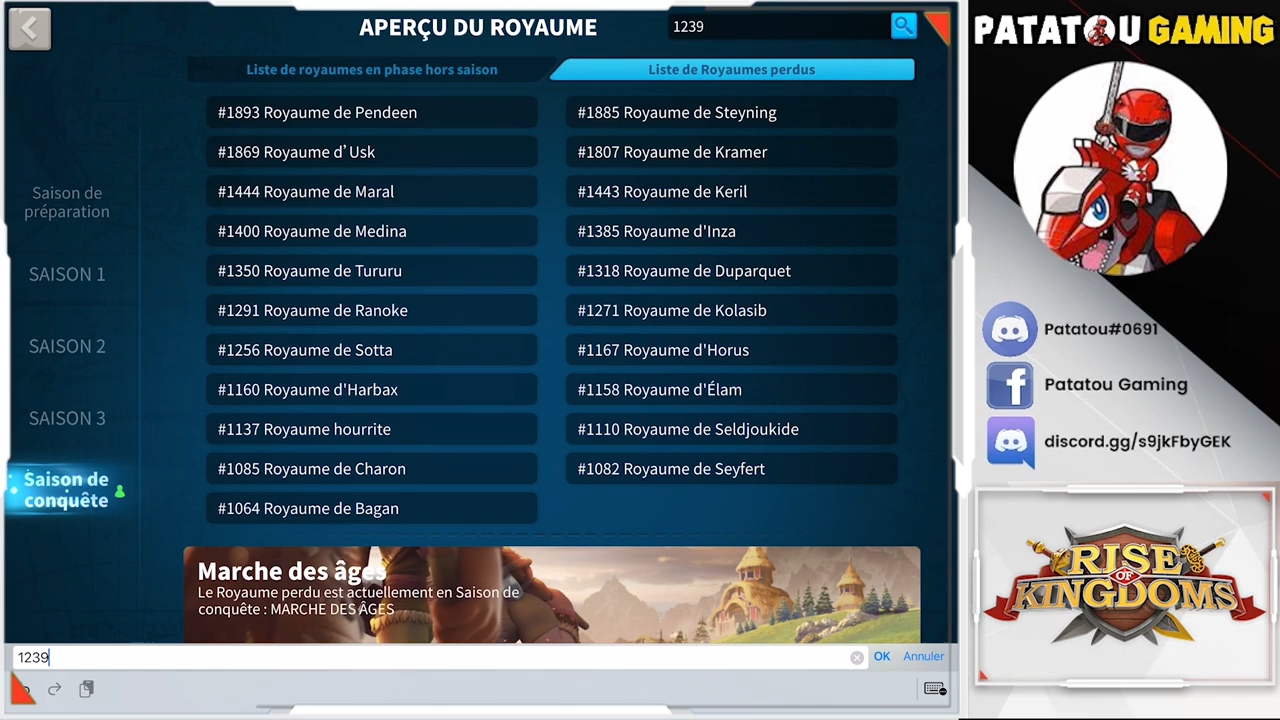 APERÇU DU ROYAUME
1239
PATATOU GAMING
Liste de royaumes en phase hors saison
Liste de Royaumes perdus
#1893 Royaume de Pendeen
#1885 Royaume de Steyning
#1869 Royaume d’Usk
#1807 Royaume de Kramer
#1444 Royaume de Maral
#1443 Royaume de Keril
#1400 Royaume de Medina
#1385 Royaume d'Inza
#1350 Royaume de Tururu
#1318 Royaume de Duparquet
#1291 Royaume de Ranoke
#1271 Royaume de Kolasib
#1256 Royaume de Sotta
#1167 Royaume d'Horus
#1160 Royaume d'Harbax
#1158 Royaume d'Élam
#1137 Royaume hourrite
#1110 Royaume de Seldjoukide
#1085 Royaume de Charon
#1082 Royaume de Seyfert
#1064 Royaume de Bagan
Saison de
préparation
SAISON 1
SAISON 2
SAISON 3
Saison de
conquête
Marche des âges
Le Royaume perdu est actuellement en Saison de
conquête : MARCHE DES ÂGES
1239
OK
Annuler
Patatou#0691
Patatou Gaming
discord.gg/s9jkFbyGEK
RISE
OF
KINGDOMS